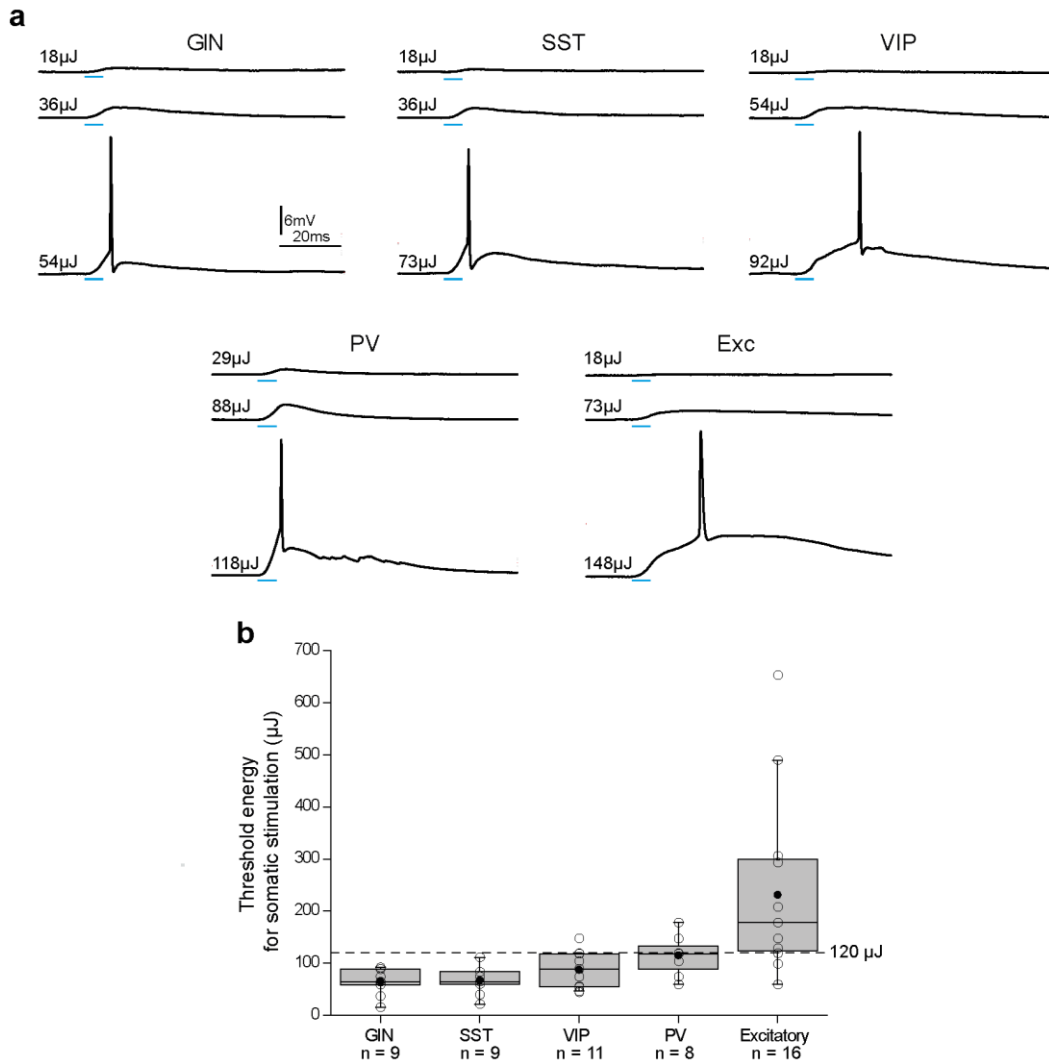 a
GIN SST VIP
18µJ 18µJ 18µJ
36µJ 36µJ 54µJ
6mV
20ms
54µJ 73µJ 92µJ
PV Exc
29µJ 18µJ
88µJ 73µJ
118µJ 148µJ
b
Threshold energy
for somatic stimulation (µJ)
700
600
500
400
300
200
100
0
120 µJ
GIN SST VIP PV Excitatory
n = 9 n = 9 n = 11 n = 8 n = 16